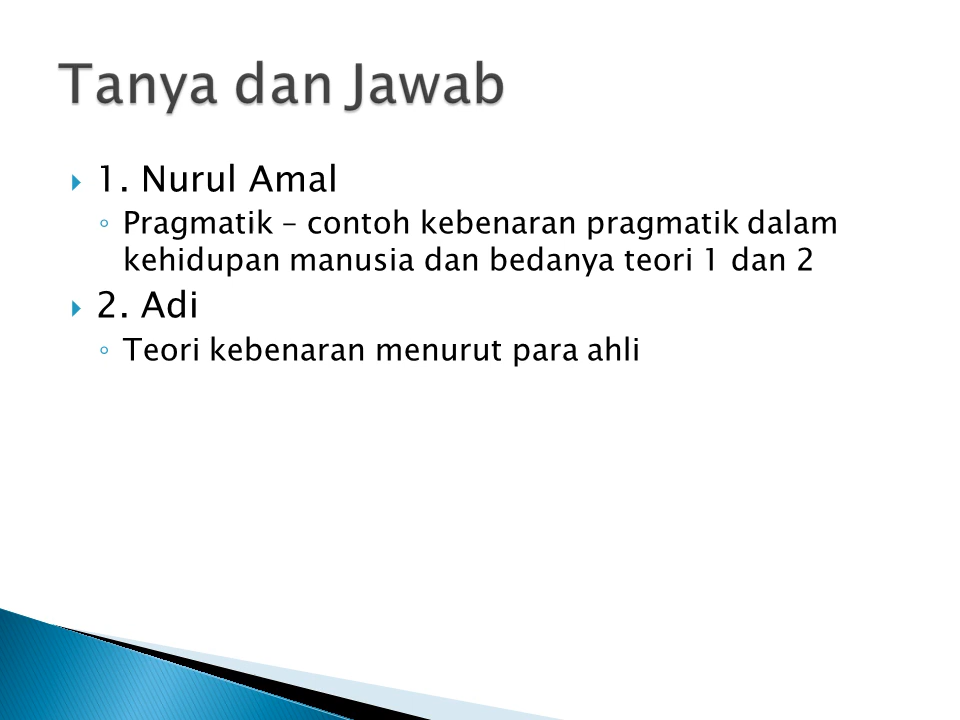 Tanya dan Jawab
1. Nurul Amal
Pragmatik – contoh kebenaran pragmatik dalam
kehidupan manusia dan bedanya teori 1 dan 2
2. Adi
Teori kebenaran menurut para ahli